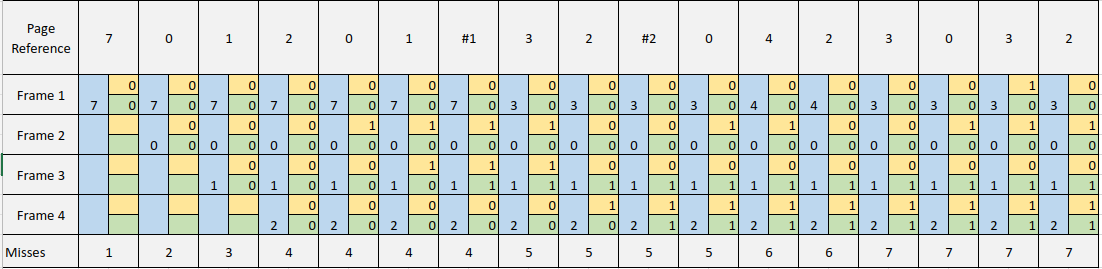 Page
Reference 7 0 1 2 0 1 #1 3 2 #2 0 4 2 3 0 3 2
0 0 0 0 0 0 0 0 0 0 0 0 0 0 0 1 0
Frame 1
7 0 7 0 7 0 7 0 7 0 7 0 7 0 3 0 3 0 3 0 3 0 4 0 4 0 3 0 3 0 3 0 3 0
0 0 0 1 1 1 1 0 0 1 1 0 0 1 1 1
Frame 2
0 0 0 0 0 0 0 0 0 0 0 0 0 0 0 0 0 0 0 0 0 0 0 0 0 0 0 0 0 0 0 0
0 0 0 1 1 1 0 0 0 0 0 0 0 0 0
Frame 3
1 0 1 0 1 0 1 0 1 1 1 1 1 1 1 1 1 1 1 1 1 1 1 1 1 1 1 1 1 1
0 0 0 0 0 1 1 1 1 1 1 1 1 1
Frame 4
2 0 2 0 2 0 2 0 2 0 2 0 2 1 2 1 2 1 2 1 2 1 2 1 2 1 2 1
Misses 1 2 3 4 4 4 4 5 5 5 5 6 6 7 7 7 7